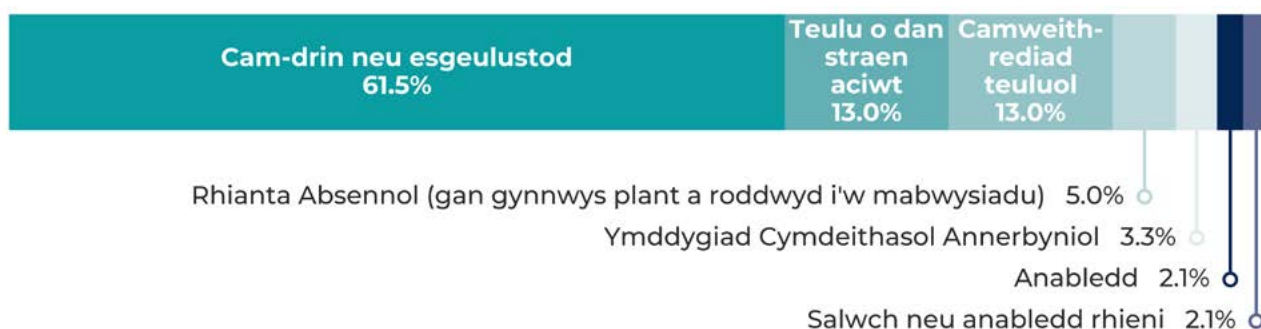 Cam-drin neu esgeulustod
61.5%
Teulu o dan
straen
aciwt
13.0%
Camweith-
rediad
teuluol
13.0%
Rhianta Absennol (gan gynnwys plant a roddwyd i'w mabwysiadu) 5.0%
Ymddygiad Cymdeithasol Annerbyniol 3.3%
Anabledd 2.1%
Salwch neu anabledd rhieni 2.1%